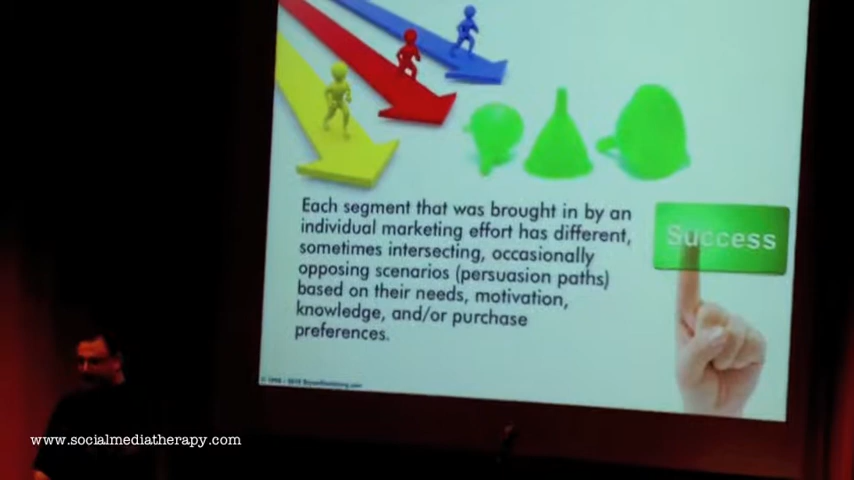 Each segment that was brought in by an
individual marketing effort has different,
sometimes intersecting, occasionally
opposing scenarios (persuasion paths)
based on their needs, motivation,
knowledge, and/or purchase
preferences.
Success
www.socialmediatherapy.com